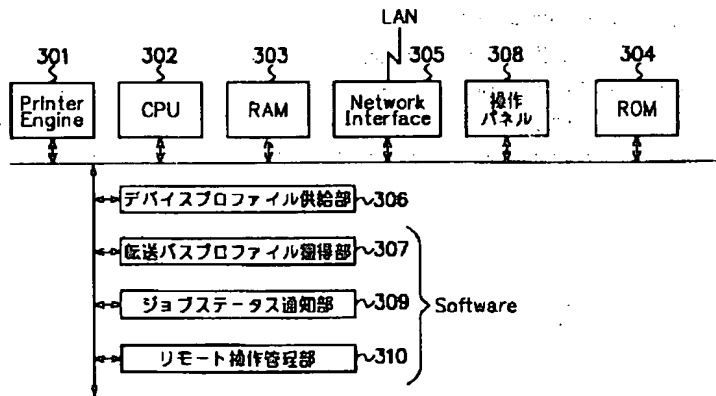 LAN
301
302
303
305
308
304
Printer Engine
CPU
RAM
Network Interface
操作パネル
ROM
デバイスプロファイル供給部
306
転送パスプロファイル獲得部
307
ジョブステータス通知部
309
Software
リモート操作管理部
310